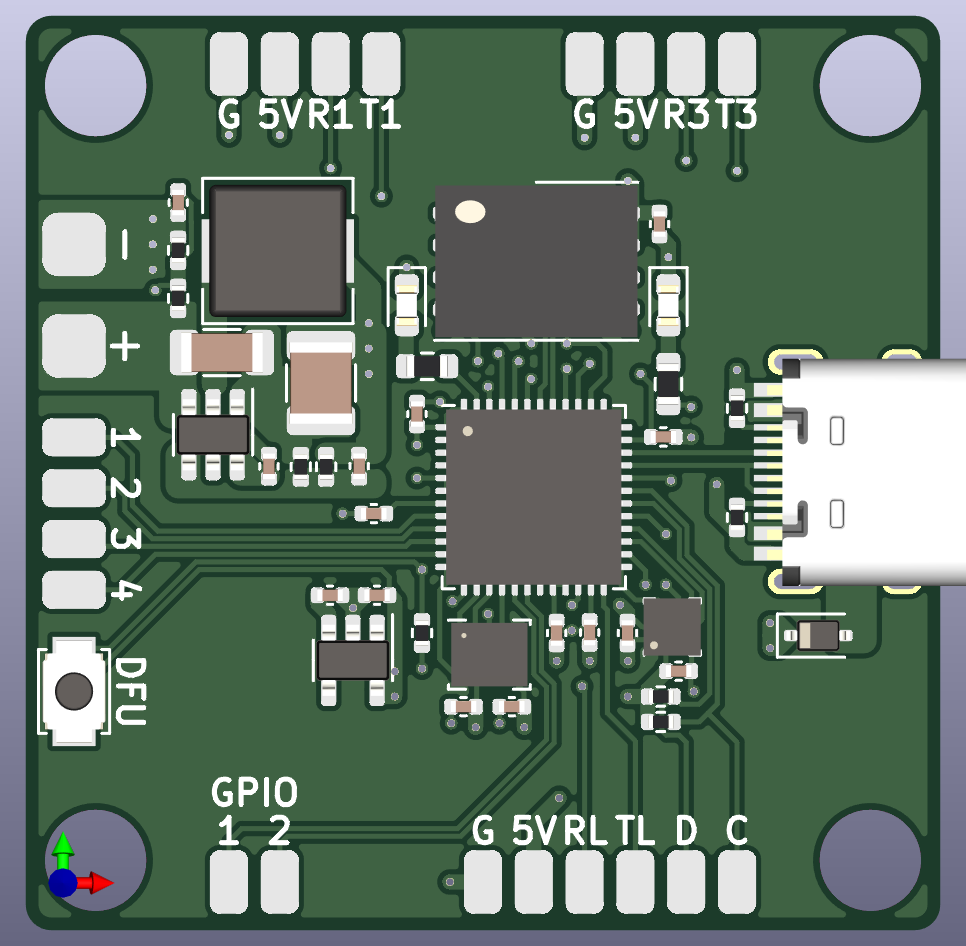 G 5V R1 T1
G 5V R3 T3
-
+
1
2
3
4
DFU
GPIO
1 2
G 5V RL TL D C